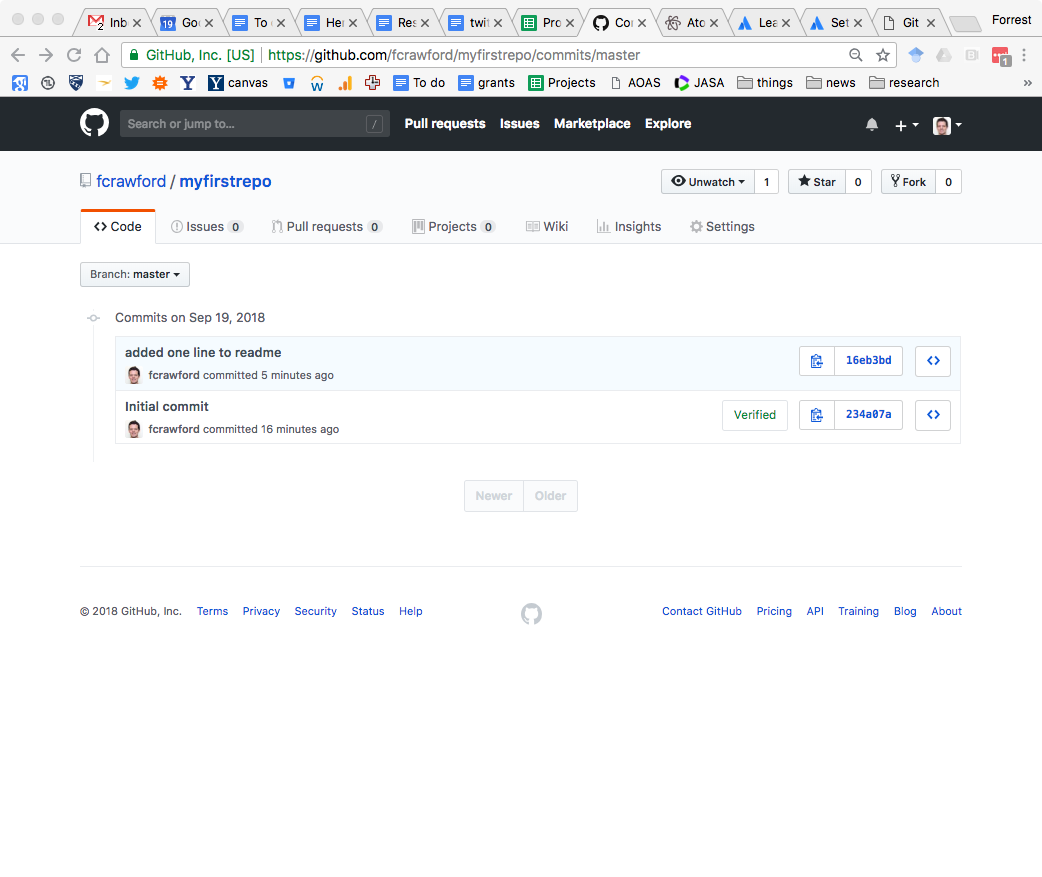 2 Inb 19 Goo To Her Res twit Pro Cor Ato Lea Set Git Forrest
GitHub, Inc. [US] https://github.com/fcrawford/myfirstrepo/commits/master 1
Y Y canvas To do grants Projects AOAS JASA things news research »
Search or jump to... / Pull requests Issues Marketplace Explore
fcrawford / myfirstrepo Unwatch 1 Star 0 Fork 0
Code Issues 0 Pull requests 0 Projects 0 Wiki Insights Settings
Branch: master
Commits on Sep 19, 2018
added one line to readme
16eb3bd
fcrawford committed 5 minutes ago
Initial commit
Verified 234a07a
fcrawford committed 16 minutes ago
Newer Older
© 2018 GitHub, Inc. Terms Privacy Security Status Help Contact GitHub Pricing API Training Blog About